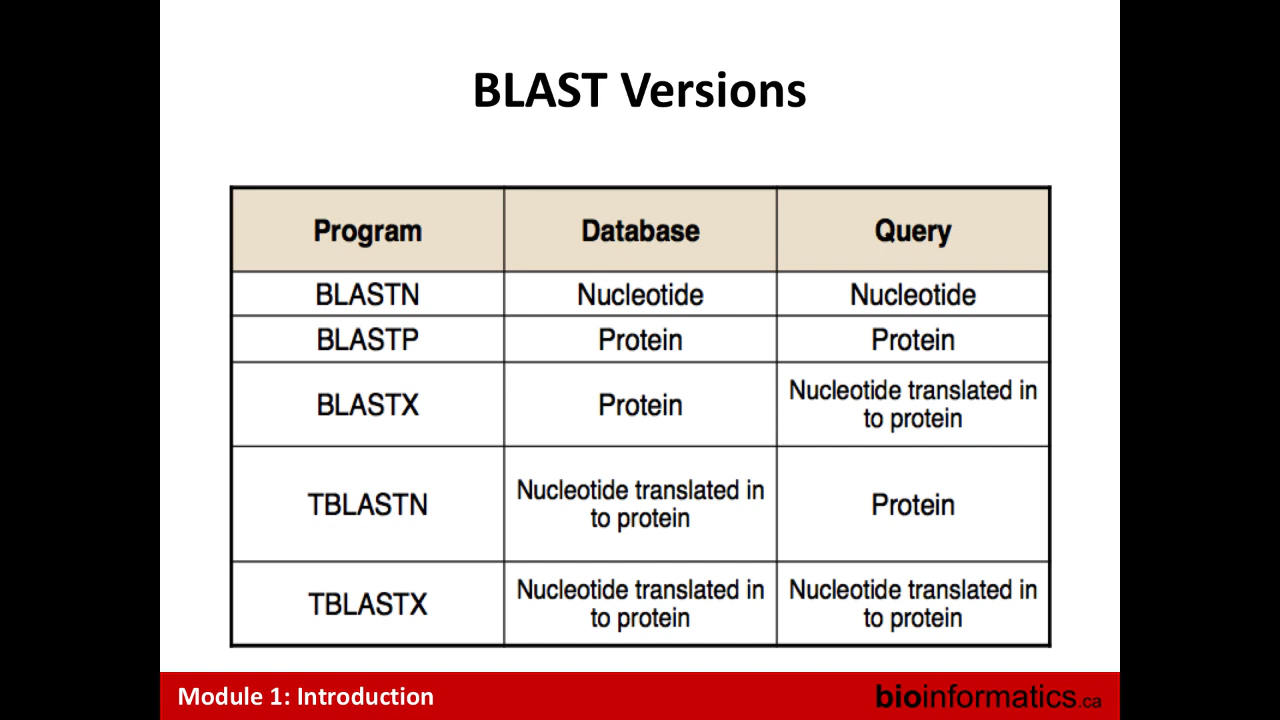 BLAST Versions
Program Database Query
BLASTN Nucleotide Nucleotide
BLASTP Protein Protein
BLASTX Protein Nucleotide translated in
to protein
TBLASTN Nucleotide translated in
to protein Protein
TBLASTX Nucleotide translated in
to protein Nucleotide translated in
to protein
Module 1: Introduction
bioinformatics.ca